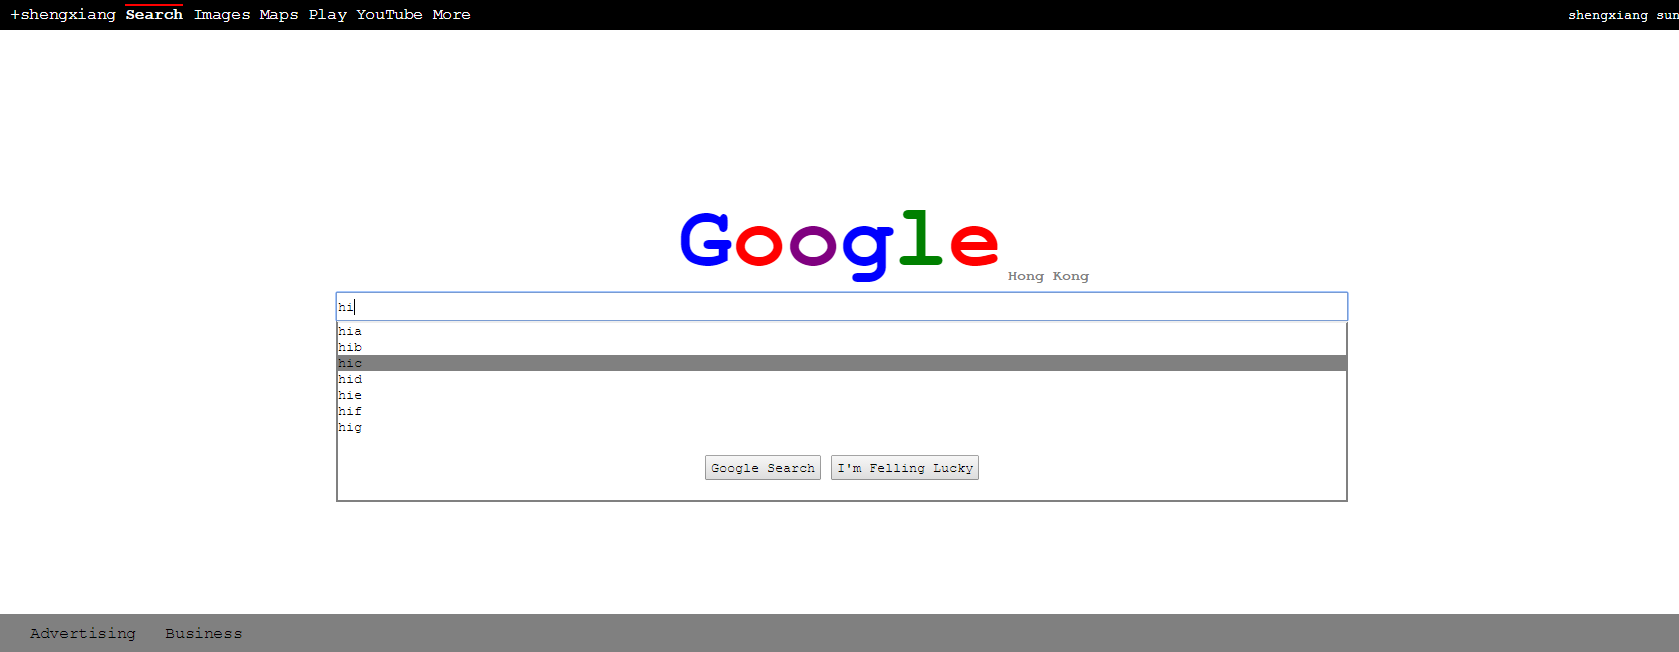 +shengxiang Search Images Maps Play YouTube More shengxiang sun
Google Hong Kong
hi
hia
hib
hic
hid
hie
hif
hig
Google Search I'm Felling Lucky
Advertising Business